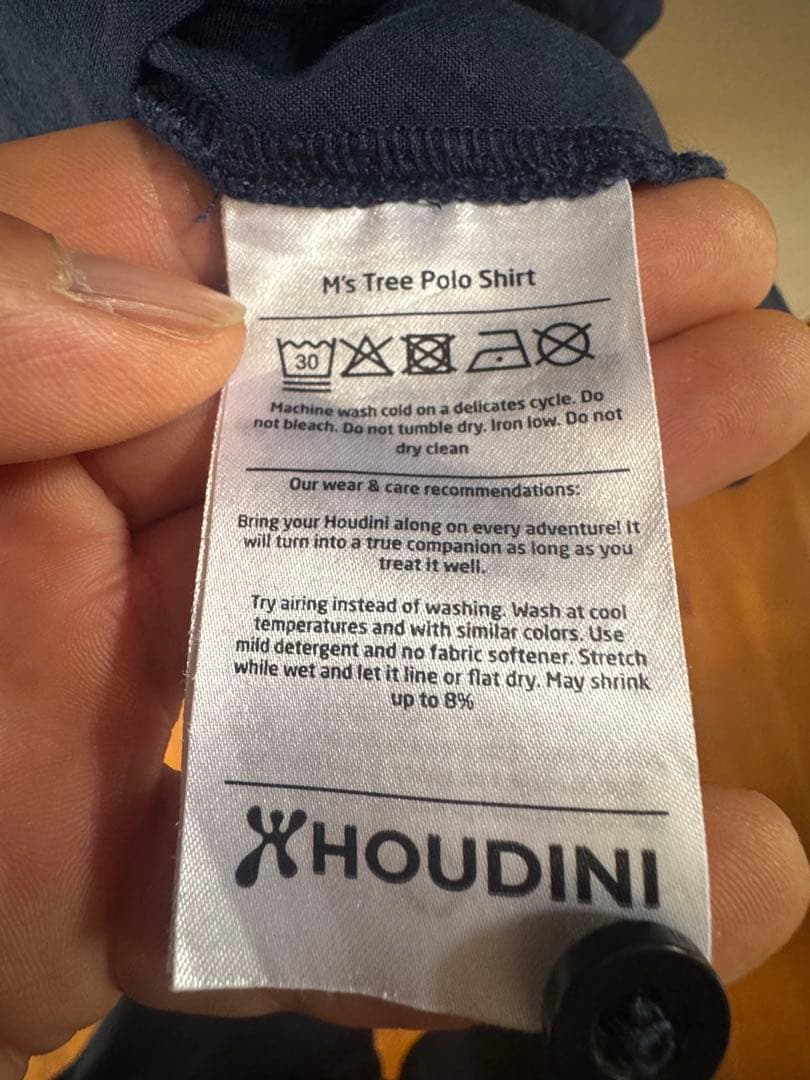 M's Tree Polo Shirt
30
Machine wash cold on a delicates cycle. Do
not bleach. Do not tumble dry. Iron low. Do not
dry clean
Our wear & care recommendations:
Bring your Houdini along on every adventure! It
will turn into a true companion as long as you
treat it well.
Try airing instead of washing. Wash at cool
temperatures and with similar colors. Use
mild detergent and no fabric softener. Stretch
while wet and let it line or flat dry. May shrink
up to 8%
HOUDINI